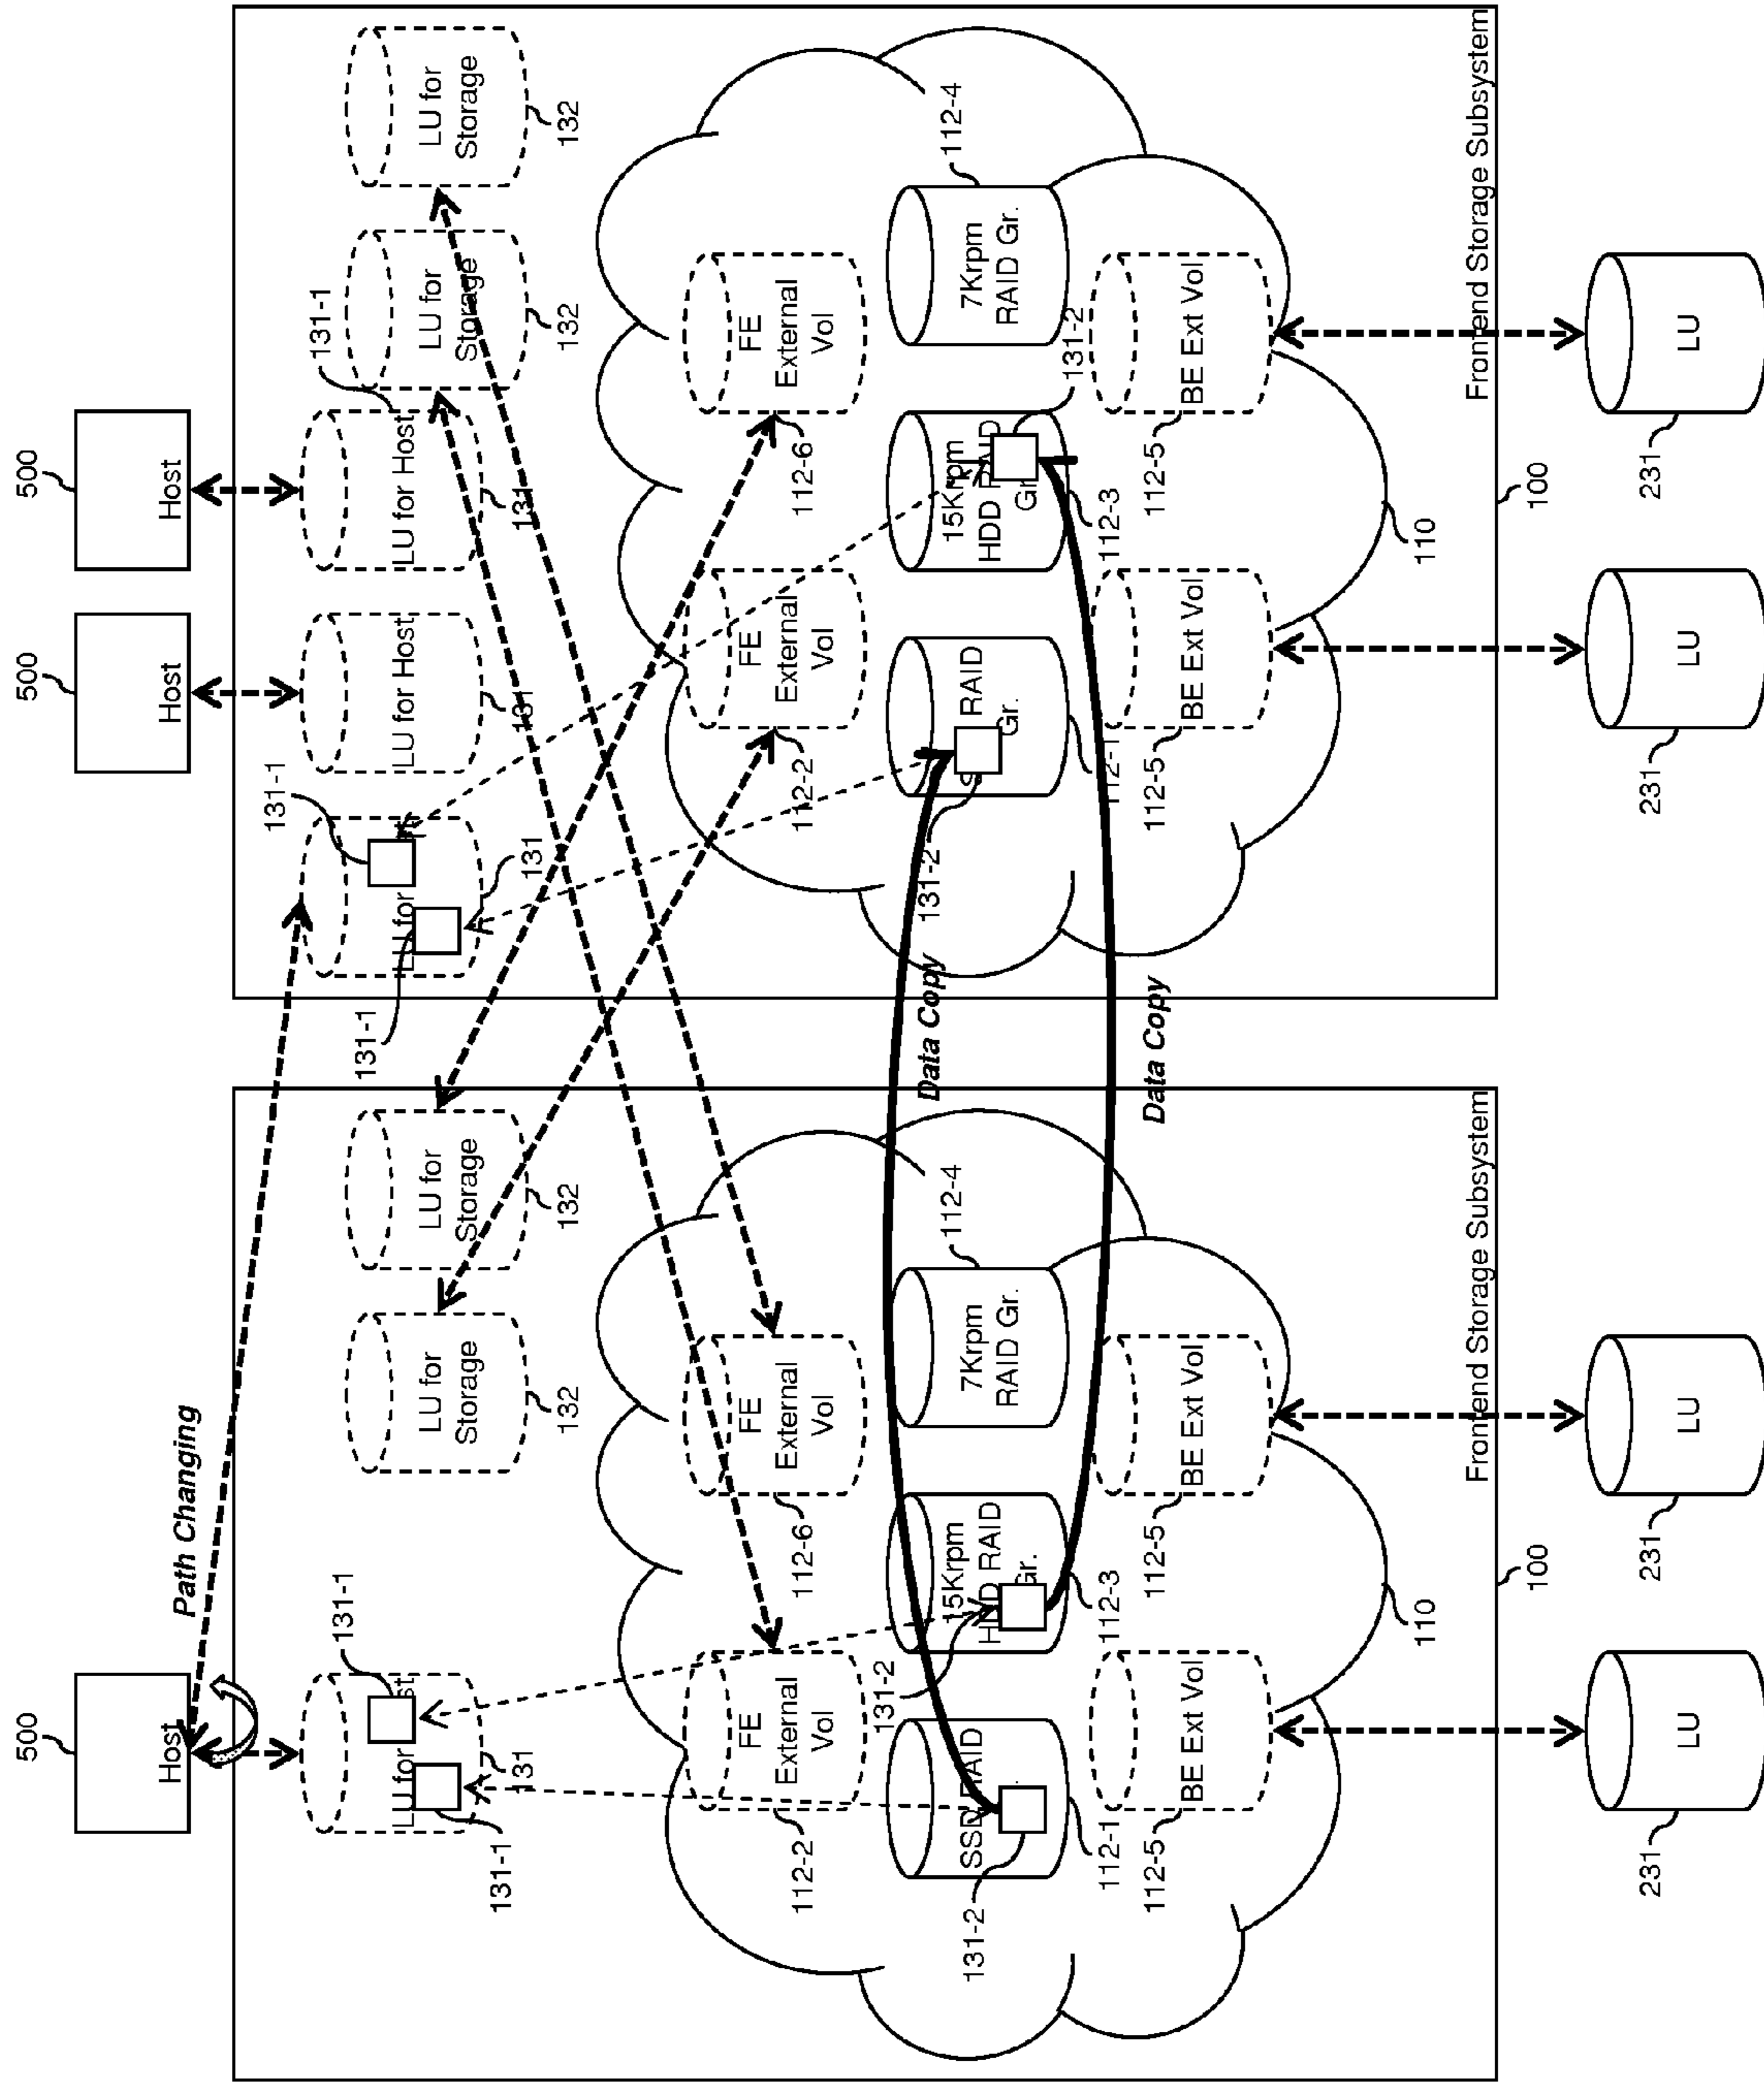 500
500
500
Host
Path Changing
Host
Host
131-1
131-1
131-1
LU for
st
LU for
Storage
LU for
Storage
131-1
LU for
LU for Host
LU for Host
LU for
Storage
LU for
Storage
131-1
131
132
132
131-1
131
131
131
132
132
FE
External
Vol
FE
External
Vol
FE
External
Vol
FE
External
Vol
112-2
112-6
112-2
112-6
131-2
112-4
131-2
112-4
SSD RAID
15Krpm
HDD RAID
Gr.
7Krpm
RAID Gr.
Data Copy
RAID
Gr.
15Krpm
HDD RAID
Gr.
7Krpm
RAID Gr.
131-2
131-2
112-1
112-3
112-1
112-3
Data Copy
112-5
BE Ext Vol
112-5
BE Ext Vol
112-5
BE Ext Vol
112-5
BE Ext Vol
110
110
Frontend Storage Subsystem
Frontend Storage Subsystem
100
100
231
231
231
231
LU
LU
LU
LU